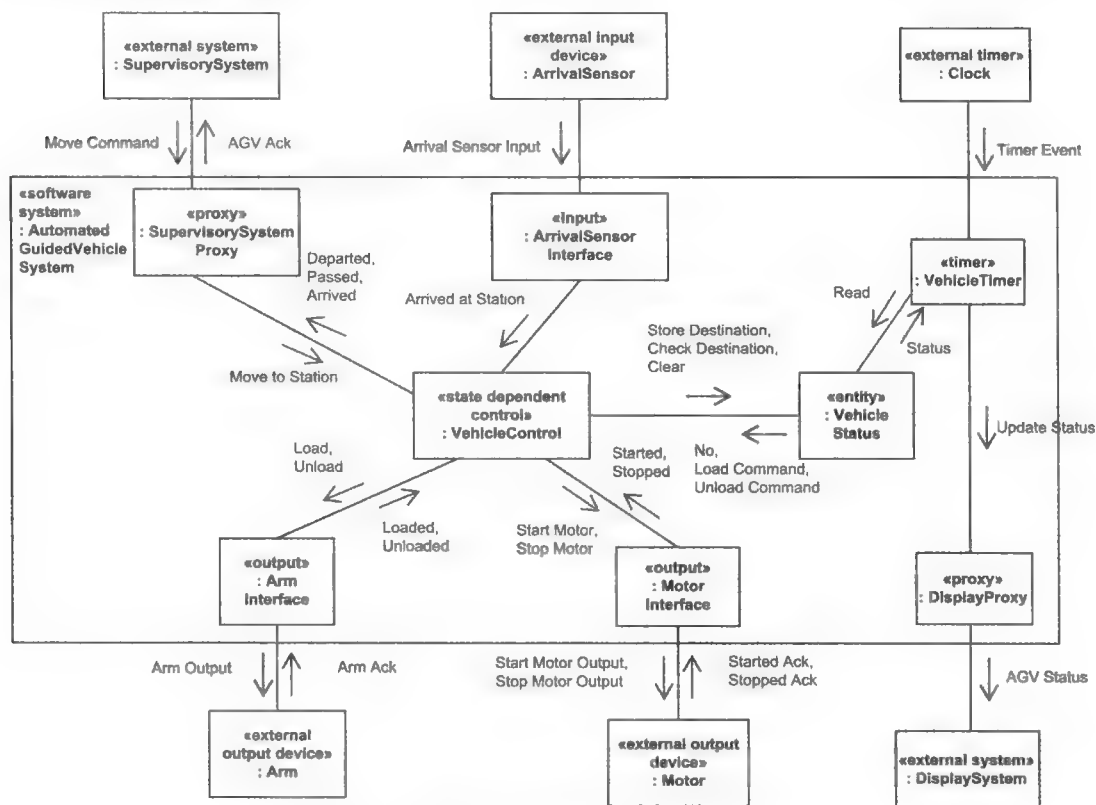 «external system»
: SupervisorySystem
«external input
device»
: ArrivalSensor
«external timer»
: Clock
Move Command
AGV Ack
Arrival Sensor Input
Timer Event
«software
system»
: Automated
GuidedVehicle
System
«proxy»
: SupervisorySystem
Proxy
«input»
: ArrivalSensor
Interface
«timer»
: VehicleTimer
Departed,
Passed,
Arrived
Arrived at Station
Read
Status
Move to Station
Store Destination,
Check Destination,
Clear
«state dependent
control»
: VehicleControl
«entity»
: Vehicle
Status
Update Status
No,
Load Command,
Unload Command
Load,
Unload
Loaded,
Unloaded
Started,
Stopped
Start Motor,
Stop Motor
«output»
: Arm
Interface
«output»
: Motor
Interface
«proxy»
: DisplayProxy
Arm Output
Arm Ack
Start Motor Output,
Stop Motor Output
Started Ack,
Stopped Ack
AGV Status
«external
output device»
: Arm
«external output
device»
: Motor
«external system»
: DisplaySystem